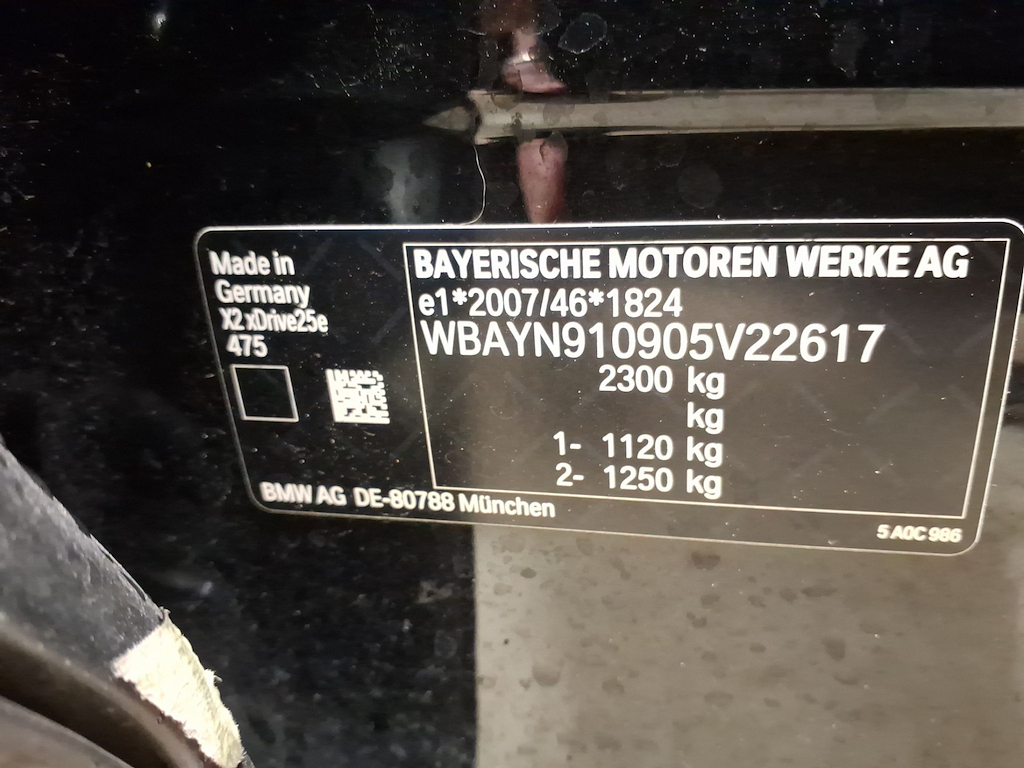 Made in
Germany
X2 xDrive25e
475
BAYERISCHE MOTOREN WERKE AG
e1*2007/46*1824
WBAYN910905V22617
2300 kg
kg
1- 1120 kg
2- 1250 kg
BMW AG DE-80788 München
5 A0C 986